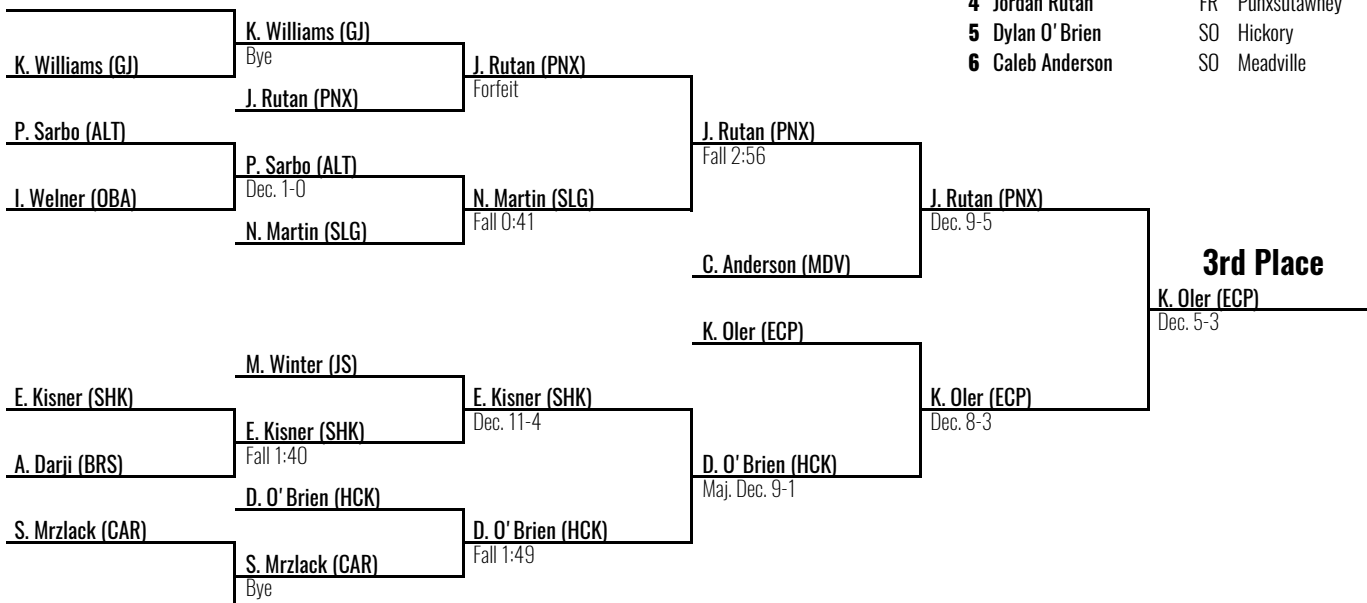 4 Jordan Rutan FR Punxsutawney
K. Williams (GJ)
5 Dylan O'Brien SO Hickory
Bye
K. Williams (GJ)
J. Rutan (PNX)
6 Caleb Anderson SO Meadville
Forfeit
J. Rutan (PNX)
P. Sarbo (ALT)
J. Rutan (PNX)
Fall 2:56
P. Sarbo (ALT)
Dec. 1-0
I. Welner (OBA)
N. Martin (SLG)
J. Rutan (PNX)
Fall 0:41
Dec. 9-5
N. Martin (SLG)
C. Anderson (MDV)
3rd Place
K. Oler (ECP)
Dec. 5-3
K. Oler (ECP)
M. Winter (JS)
E. Kisner (SHK)
E. Kisner (SHK)
K. Oler (ECP)
Dec. 11-4
Dec. 8-3
E. Kisner (SHK)
Fall 1:40
A. Darji (BRS)
D. O'Brien (HCK)
Maj. Dec. 9-1
D. O'Brien (HCK)
S. Mrzlack (CAR)
D. O'Brien (HCK)
Fall 1:49
S. Mrzlack (CAR)
Bye